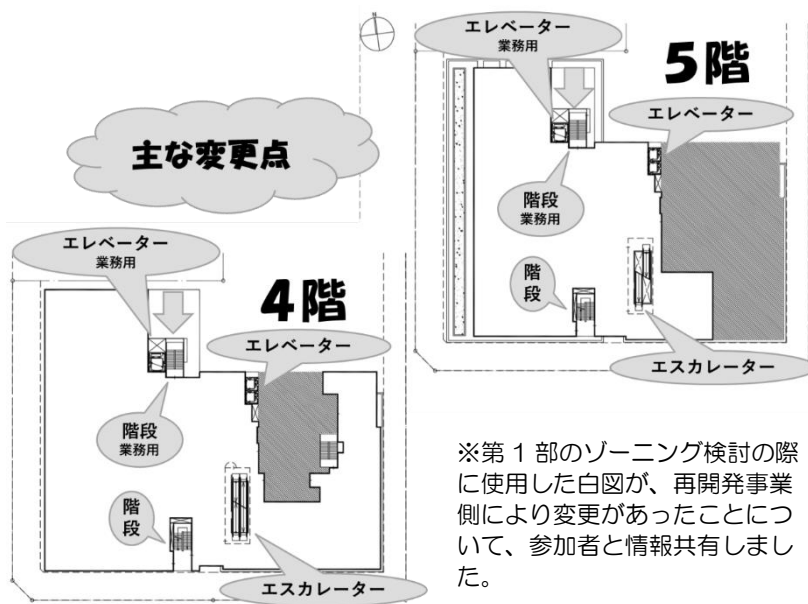 N
主な変更点
5階
エレベーター
業務用
エレベーター
階段
業務用
階
段
エスカレーター
4階
エレベーター
業務用
エレベーター
階段
業務用
階
段
エスカレーター
※第1部のゾーニング検討の際
に使用した白図が、再開発事業
側により変更があったことにつ
いて、参加者と情報共有しまし
た。